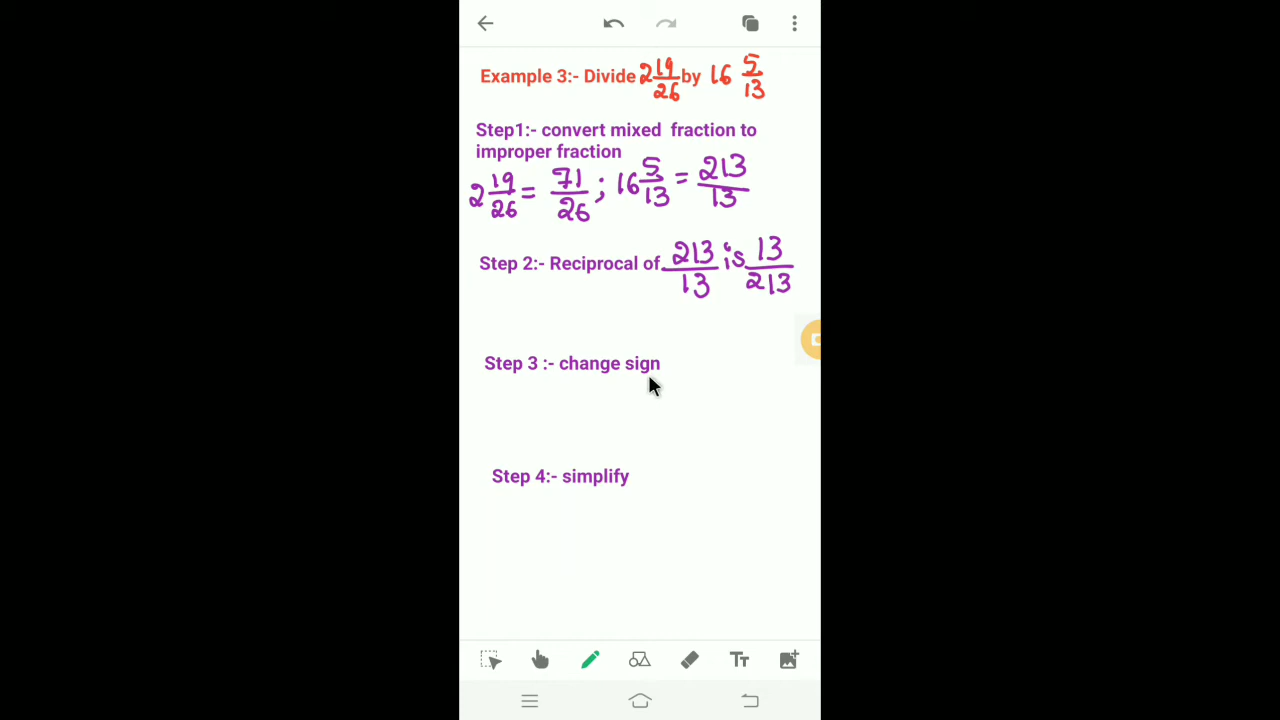 Example 3:- Divide 2 19/26 by 16 5/13
Step1:- convert mixed fraction to
improper fraction
2 19/26 = 71/26 ; 16 5/13 = 213/13
Step 2:- Reciprocal of 213/13 is 13/213
Step 3 :- change sign
Step 4:- simplify
Tт